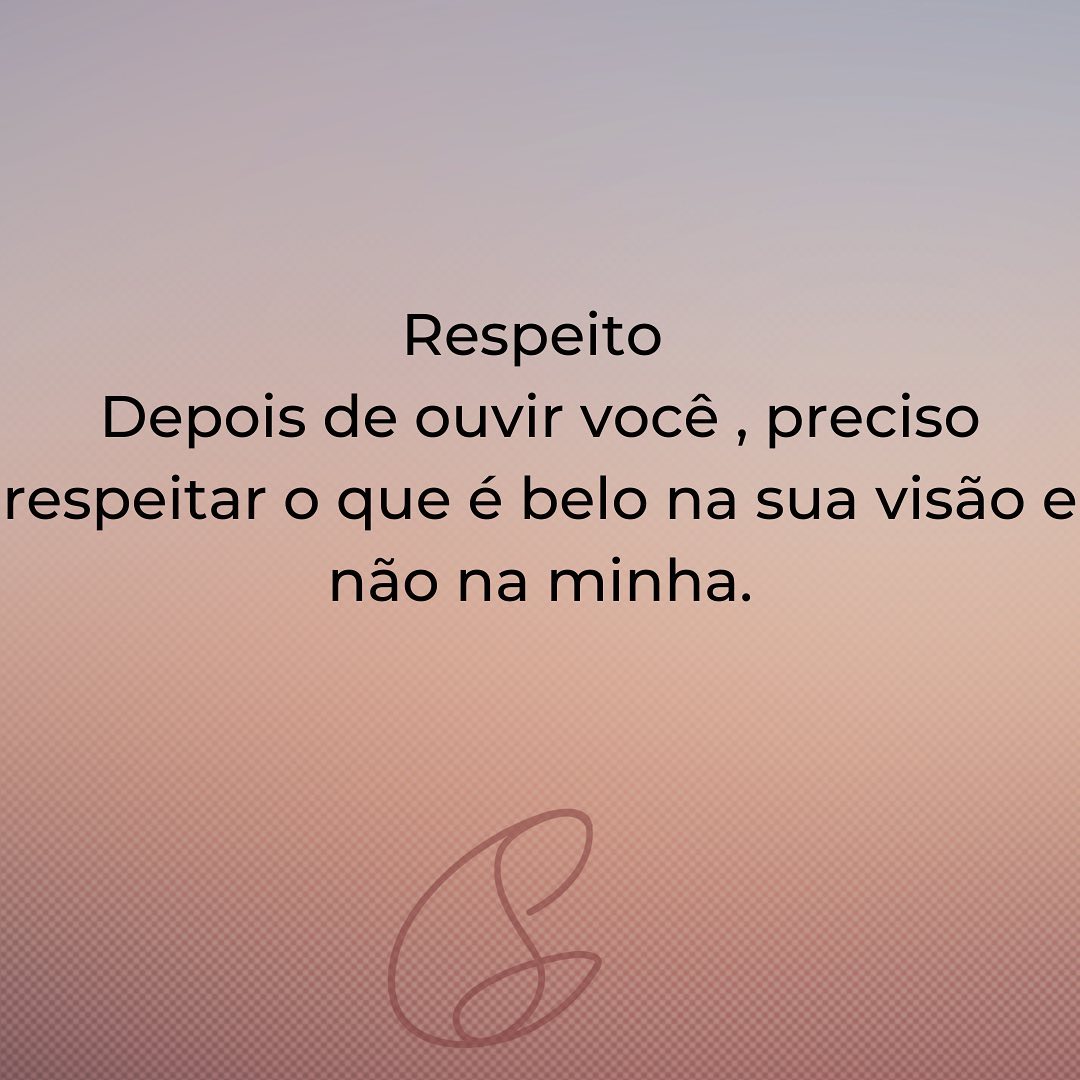 Respeito
Depois de ouvir você , preciso
respeitar o que é belo na sua visão e
não na minha.